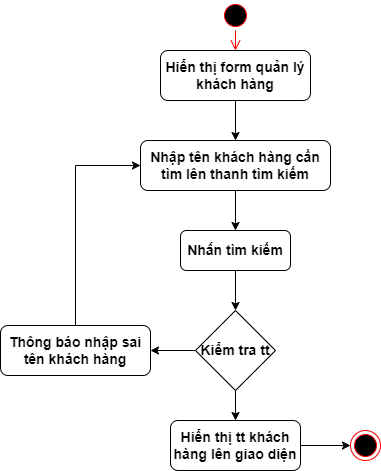 Hiển thị form quản lý
khách hàng
Nhập tên khách hàng cần
tìm lên thanh tìm kiếm
Nhấn tìm kiếm
Kiểm tra tt
Thông báo nhập sai
tên khách hàng
Hiển thị tt khách
hàng lên giao diện